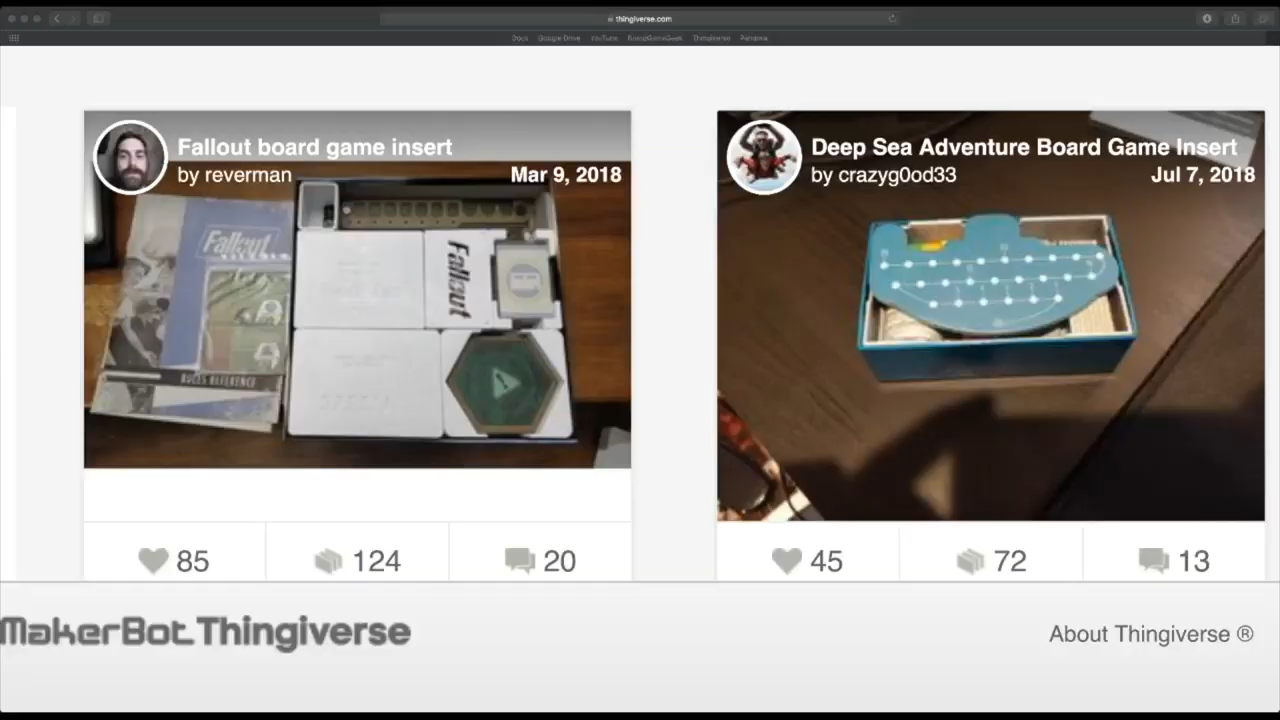 thingiverse.com
Docs Google Drive YouTube BoardGameGeek Thingiverse Pandora
Fallout board game insert
by reverman
Mar 9, 2018
Fallout
Fallout
RULES REFERENCE
Deep Sea Adventure Board Game Insert
by crazyg0od33
Jul 7, 2018
85
124
20
45
72
13
MakerBot Thingiverse
About Thingiverse ®